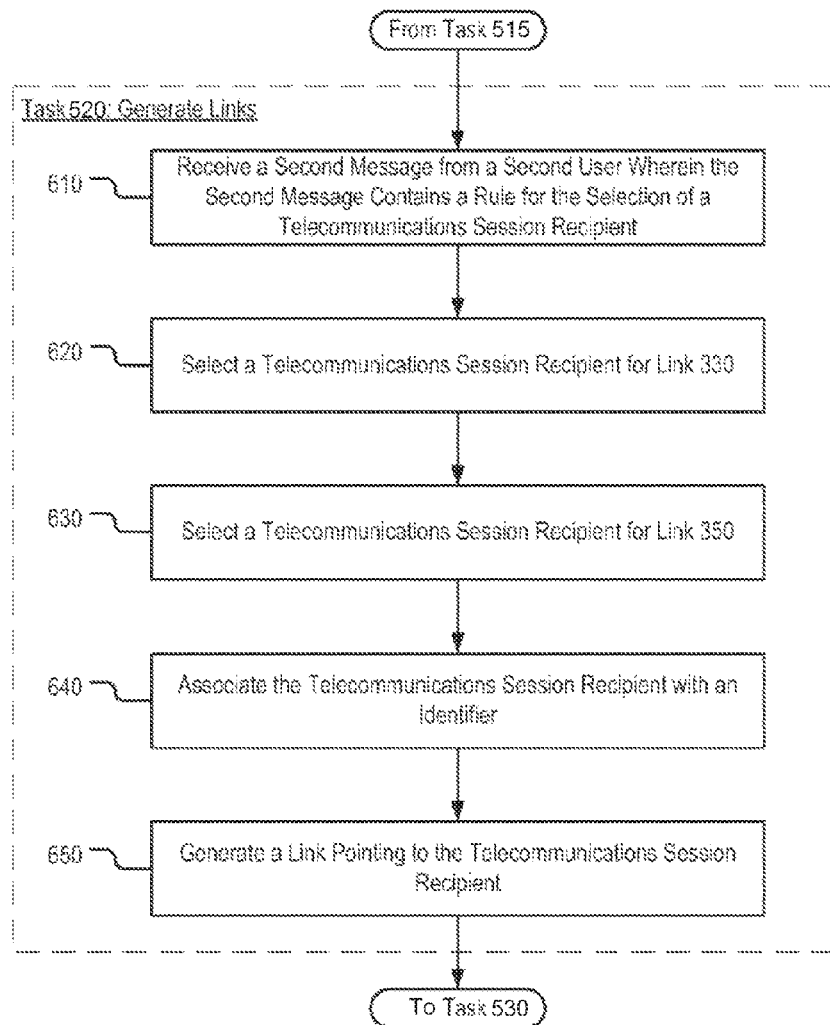 From Task 515
Task 520: Generate Links
610
Receive a Second Message from a Second User Wherein the
Second Message Contains a Rule for the Selection of a
Telecommunications Session Recipient
620
Select a Telecommunications Session Recipient for Link 330
630
Select a Telecommunications Session Recipient for Link 350
640
Associate the Telecommunications Session Recipient with an
Identifier
650
Generate a Link Pointing to the Telecommunications Session
Recipient
To Task 530